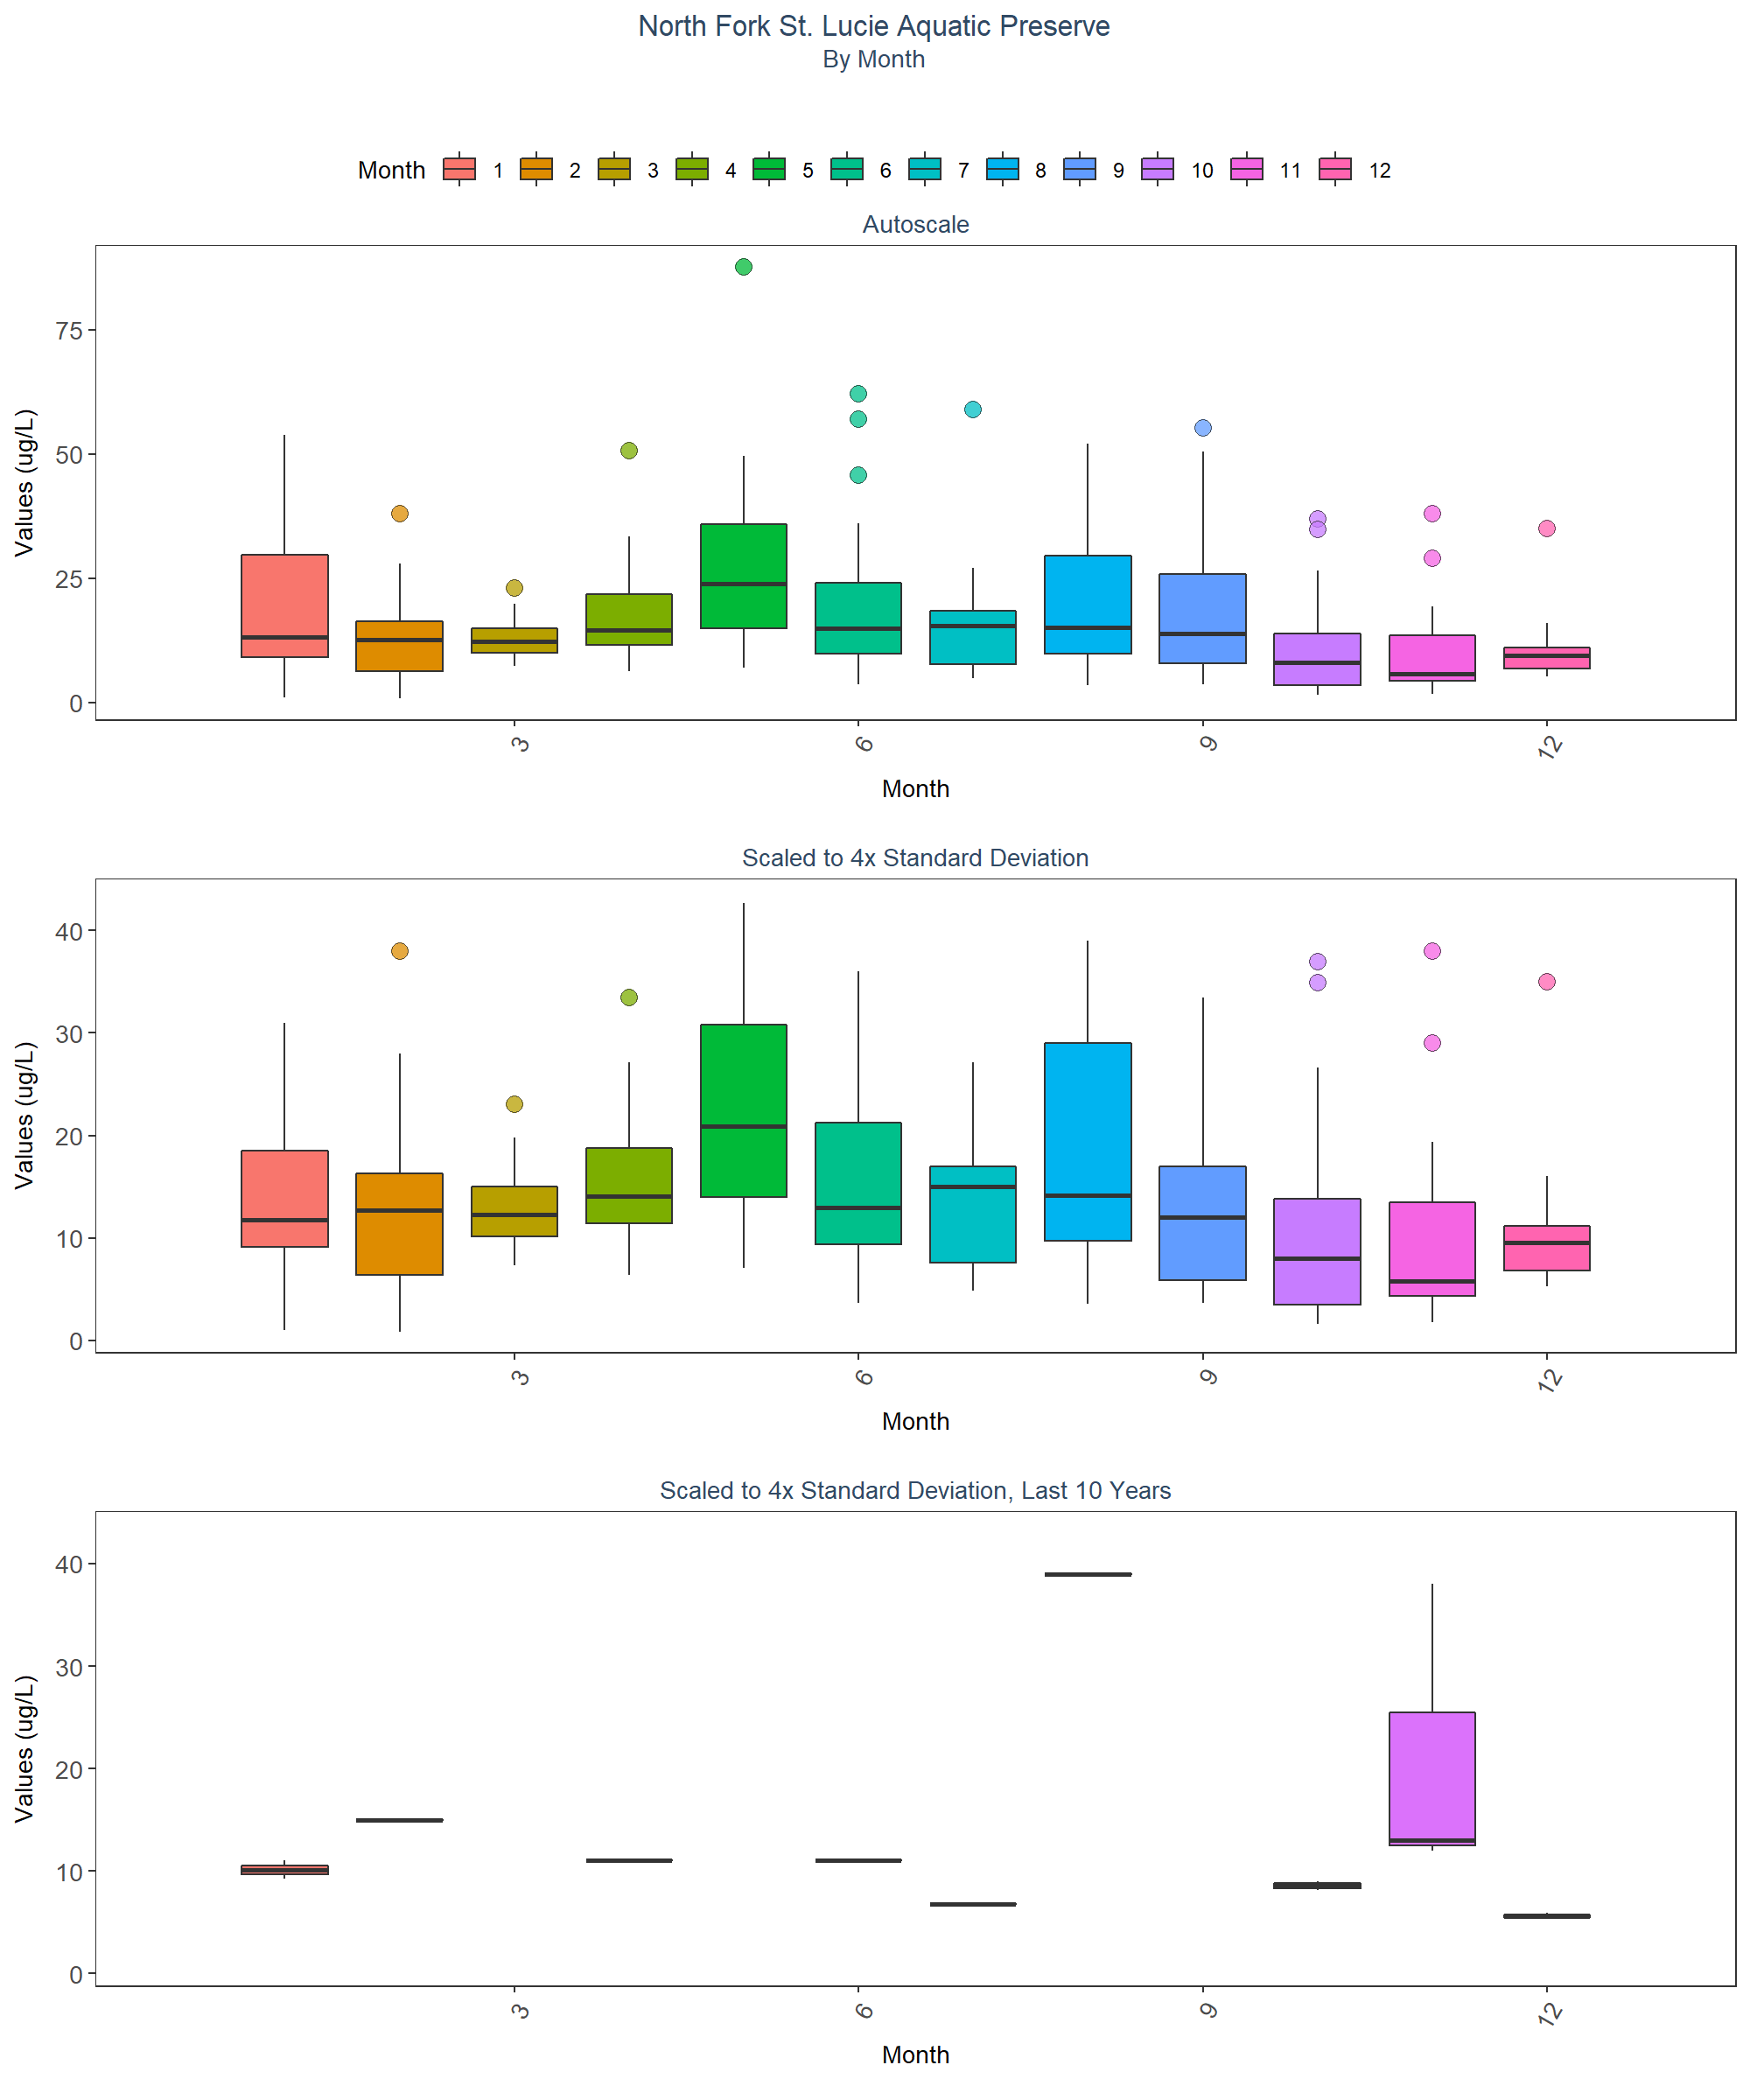 North Fork St. Lucie Aquatic Preserve
By Month
Month 1 2 3 4 5 6 7 8 9 10 11 12
Autoscale
Values (ug/L)
75
50
25
0
3 6 9 12
Month
Scaled to 4x Standard Deviation
Values (ug/L)
40
30
20
10
0
3 6 9 12
Month
Scaled to 4x Standard Deviation, Last 10 Years
Values (ug/L)
40
30
20
10
0
3 6 9 12
Month